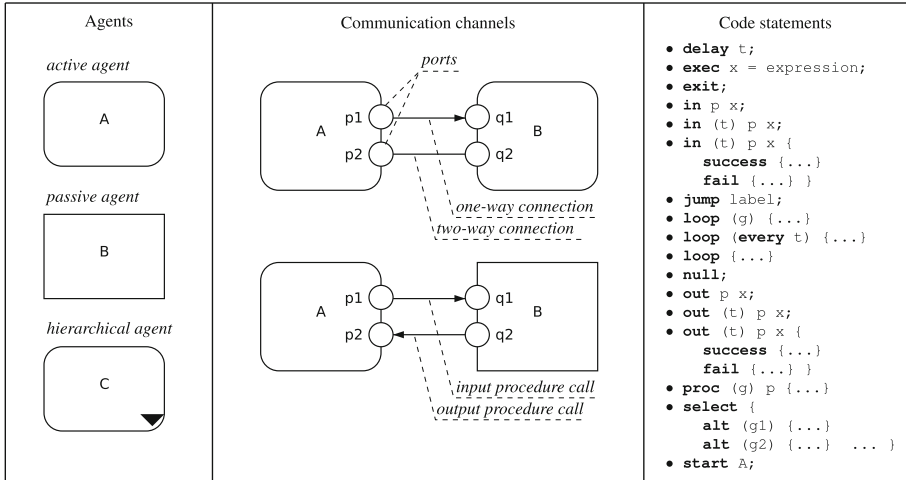 Agents
active agent
A
passive agent
B
hierarchical agent
C
Communication channels
ports
A
p1
p2
q1
q2
B
one-way connection
two-way connection
A
p1
p2
q1
q2
B
input procedure call
output procedure call
Code statements
• delay t;
• exec x = expression;
• exit;
• in p x;
• in (t) p x;
• in (t) p x {
success {...}
fail {...} }
• jump label;
• loop (g) {...}
• loop (every t) {...}
• loop {...}
• null;
• out p x;
• out (t) p x;
• out (t) p x {
success {...}
fail {...} }
• proc (g) p {...}
• select {
alt (g1) {...}
alt (g2) {...} ... }
• start A;